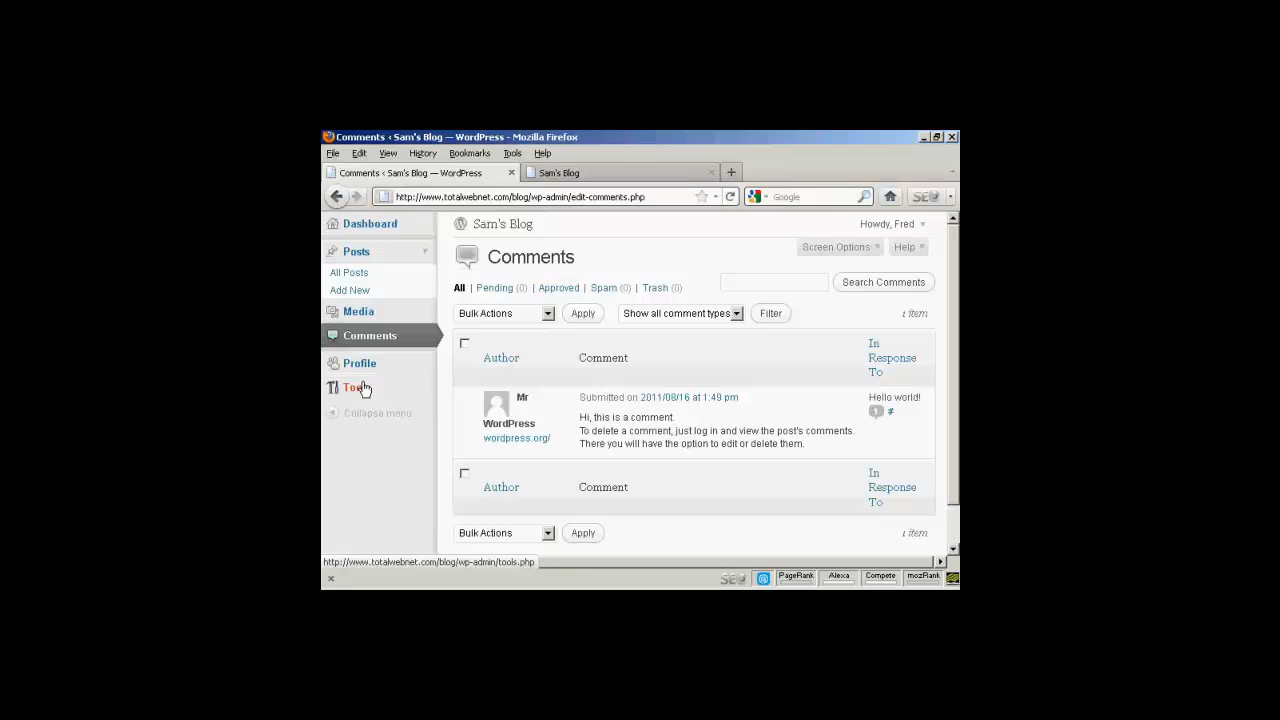 Comments ‹ Sam's Blog — WordPress - Mozilla Firefox
File Edit View History Bookmarks Tools Help
Comments ‹ Sam's Blog — WordPress Sam's Blog
http://www.totalwebnet.com/blog/wp-admin/edit-comments.php Google SEO
Dashboard
Posts
All Posts
Add New
Media
Comments
Profile
Collapse menu
Sam's Blog Howdy, Fred
Screen Options Help
Comments
All | Pending (0) | Approved | Spam (0) | Trash (0) Search Comments
Bulk Actions Apply Show all comment types Filter 1 item
Author Comment In Response To
Mr WordPress
wordpress.org/
Submitted on 2011/08/16 at 1:49 pm
Hi, this is a comment.
To delete a comment, just log in and view the post's comments.
There you will have the option to edit or delete them.
Hello world!
1 #
Author Comment In Response To
Bulk Actions Apply 1 item
http://www.totalwebnet.com/blog/wp-admin/tools.php
SEO PageRank Alexa Compete mozRank